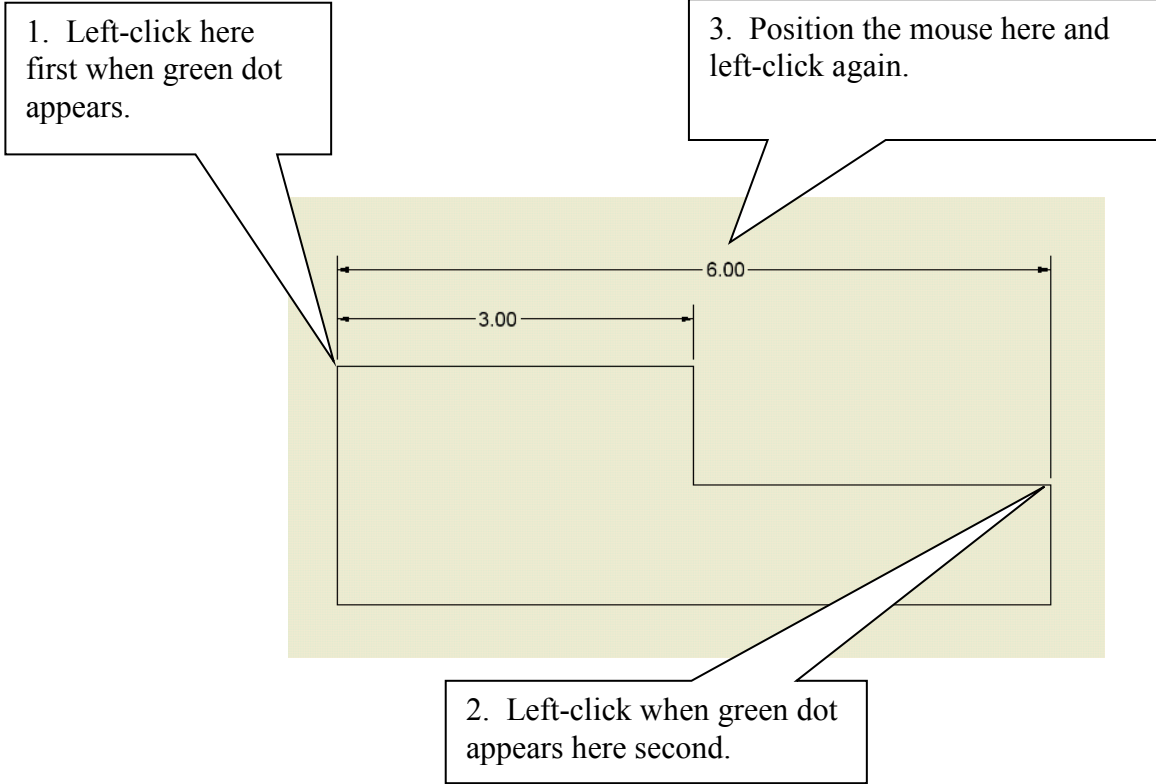 1. Left-click here
first when green dot
appears.
3. Position the mouse here and
left-click again.
6.00
3.00
2. Left-click when green dot
appears here second.